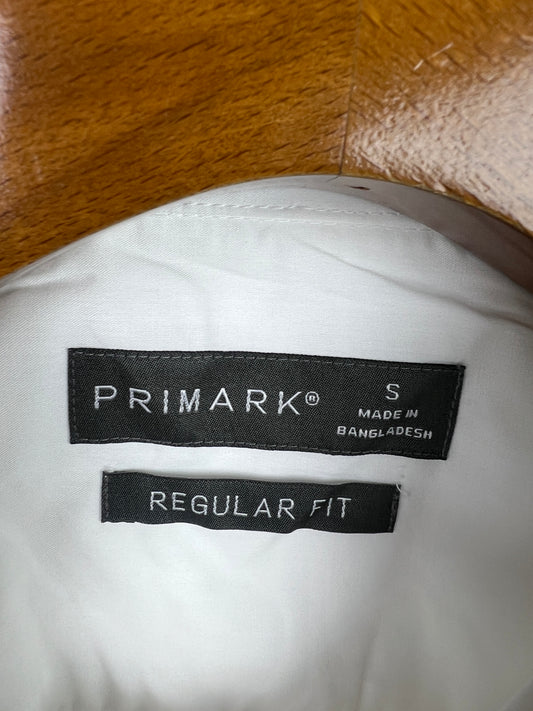 PRIMARK®
S
MADE IN
BANGLADESH
REGULAR FIT